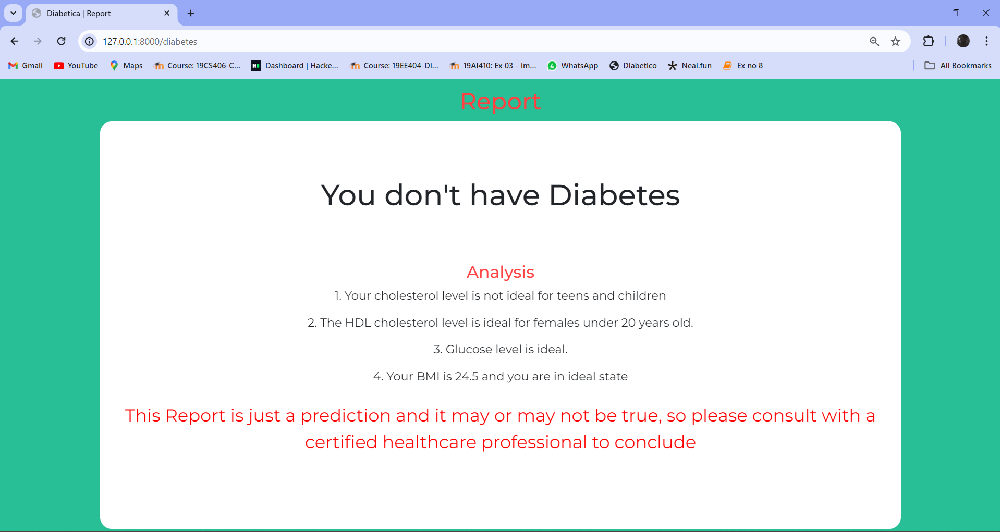 Diabetica | Report
127.0.0.1:8000/diabetes
Gmail YouTube Maps Course: 19CS406-C... Dashboard | Hacke... Course: 19EE404-Di... 19AI410: Ex 03 - Im... 4 WhatsApp Diabetico Neal.fun Ex no 8 All Bookmarks
Report
You don't have Diabetes
Analysis
1. Your cholesterol level is not ideal for teens and children
2. The HDL cholesterol level is ideal for females under 20 years old.
3. Glucose level is ideal.
4. Your BMI is 24.5 and you are in ideal state
This Report is just a prediction and it may or may not be true, so please consult with a
certified healthcare professional to conclude